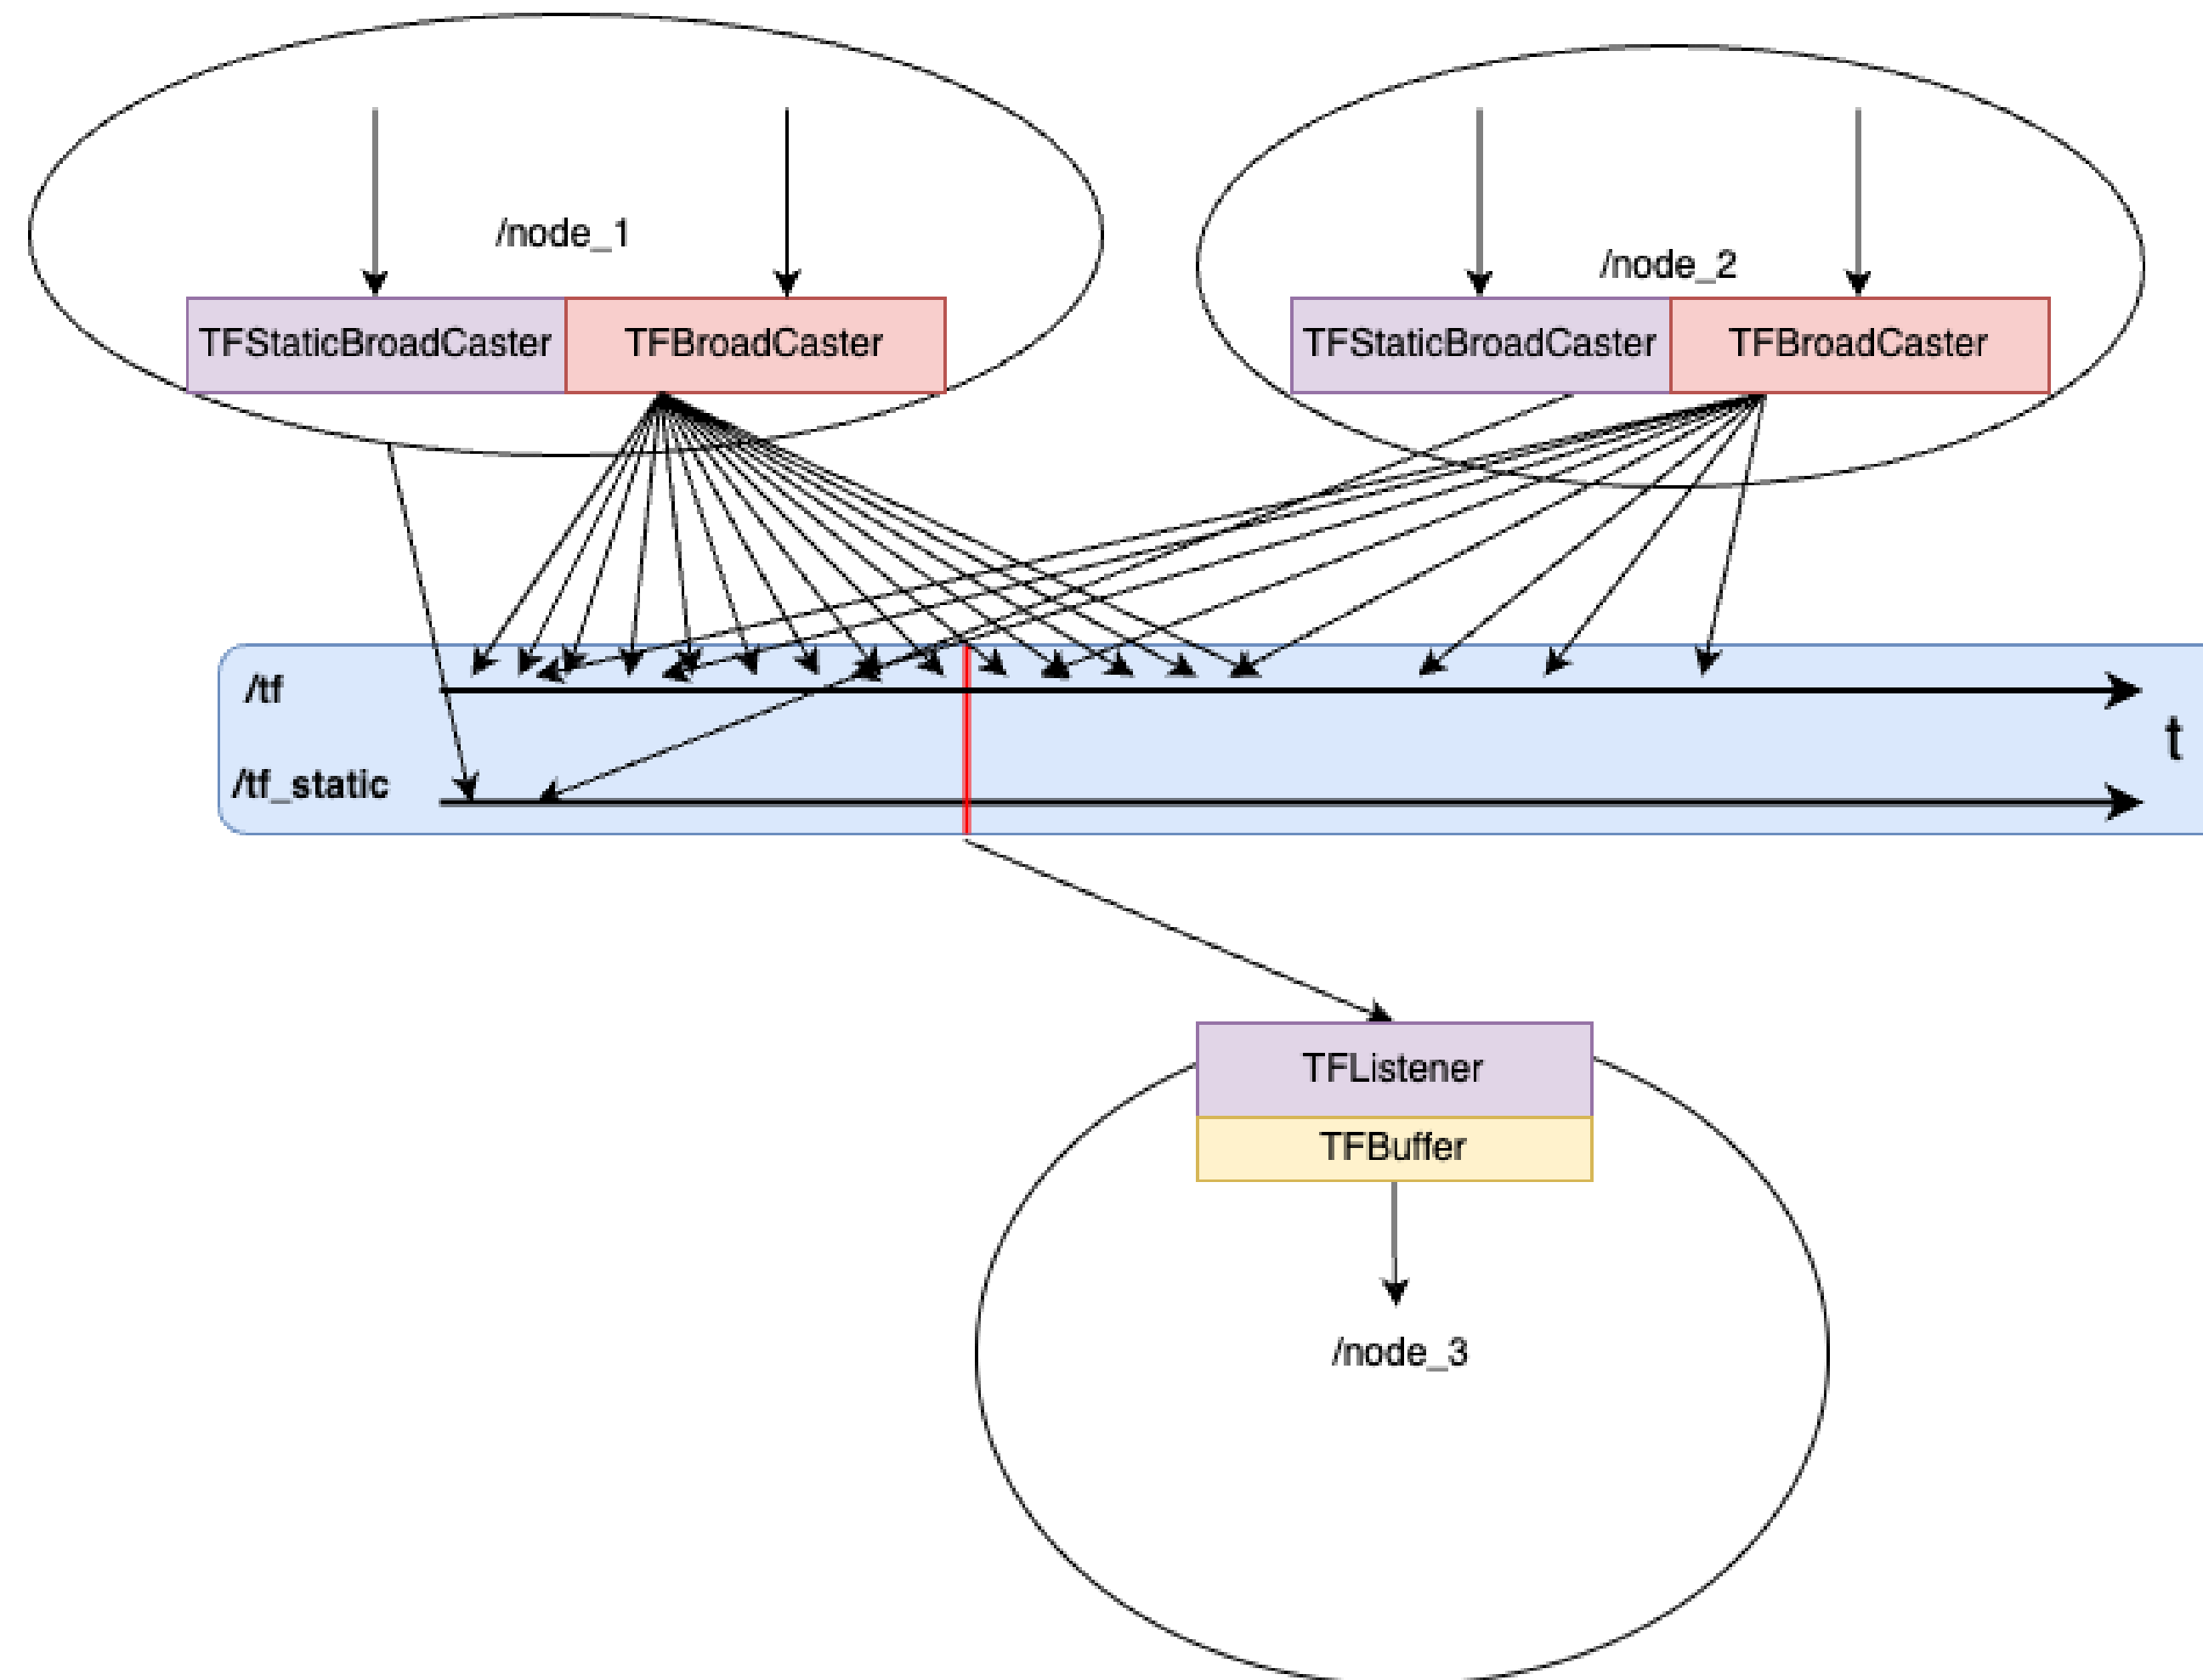 /node_1
/node_2
TFStaticBroadCaster
TFBroadCaster
TFStaticBroadCaster
TFBroadCaster
/tf
t
/tf_static
TFListener
TFBuffer
/node_3